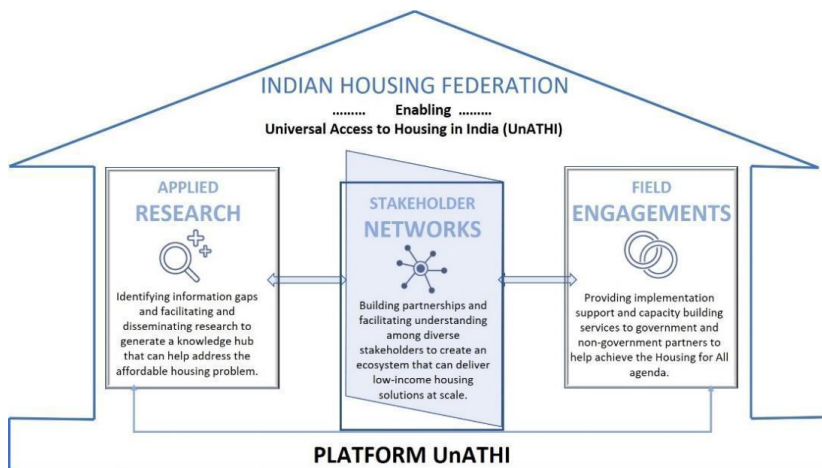 INDIAN HOUSING FEDERATION
......... Enabling .........
Universal Access to Housing in India (UnATHI)
APPLIED
RESEARCH
Identifying information gaps
and facilitating and
disseminating research to
generate a knowledge hub
that can help address the
affordable housing problem.
STAKEHOLDER
NETWORKS
Building partnerships and
facilitating understanding
among diverse
stakeholders to create an
ecosystem that can deliver
low-income housing
solutions at scale.
FIELD
ENGAGEMENTS
Providing implementation
support and capacity building
services to government and
non-government partners to
help achieve the Housing for All
agenda.
PLATFORM UnATHI